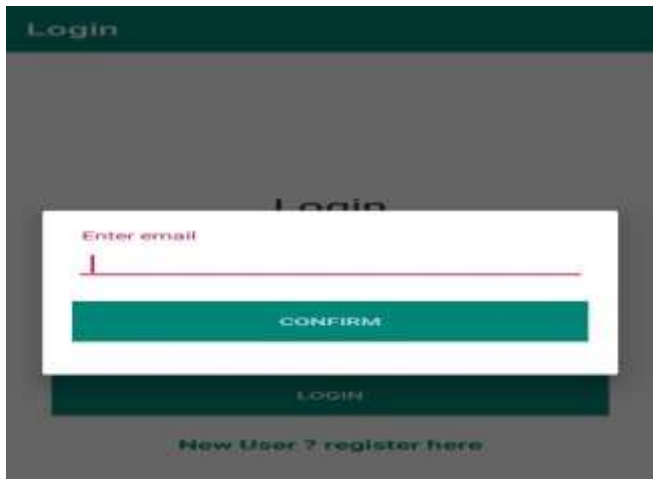 Login
Login
Enter email
CONFIRM
LOGIN
New User ? register here